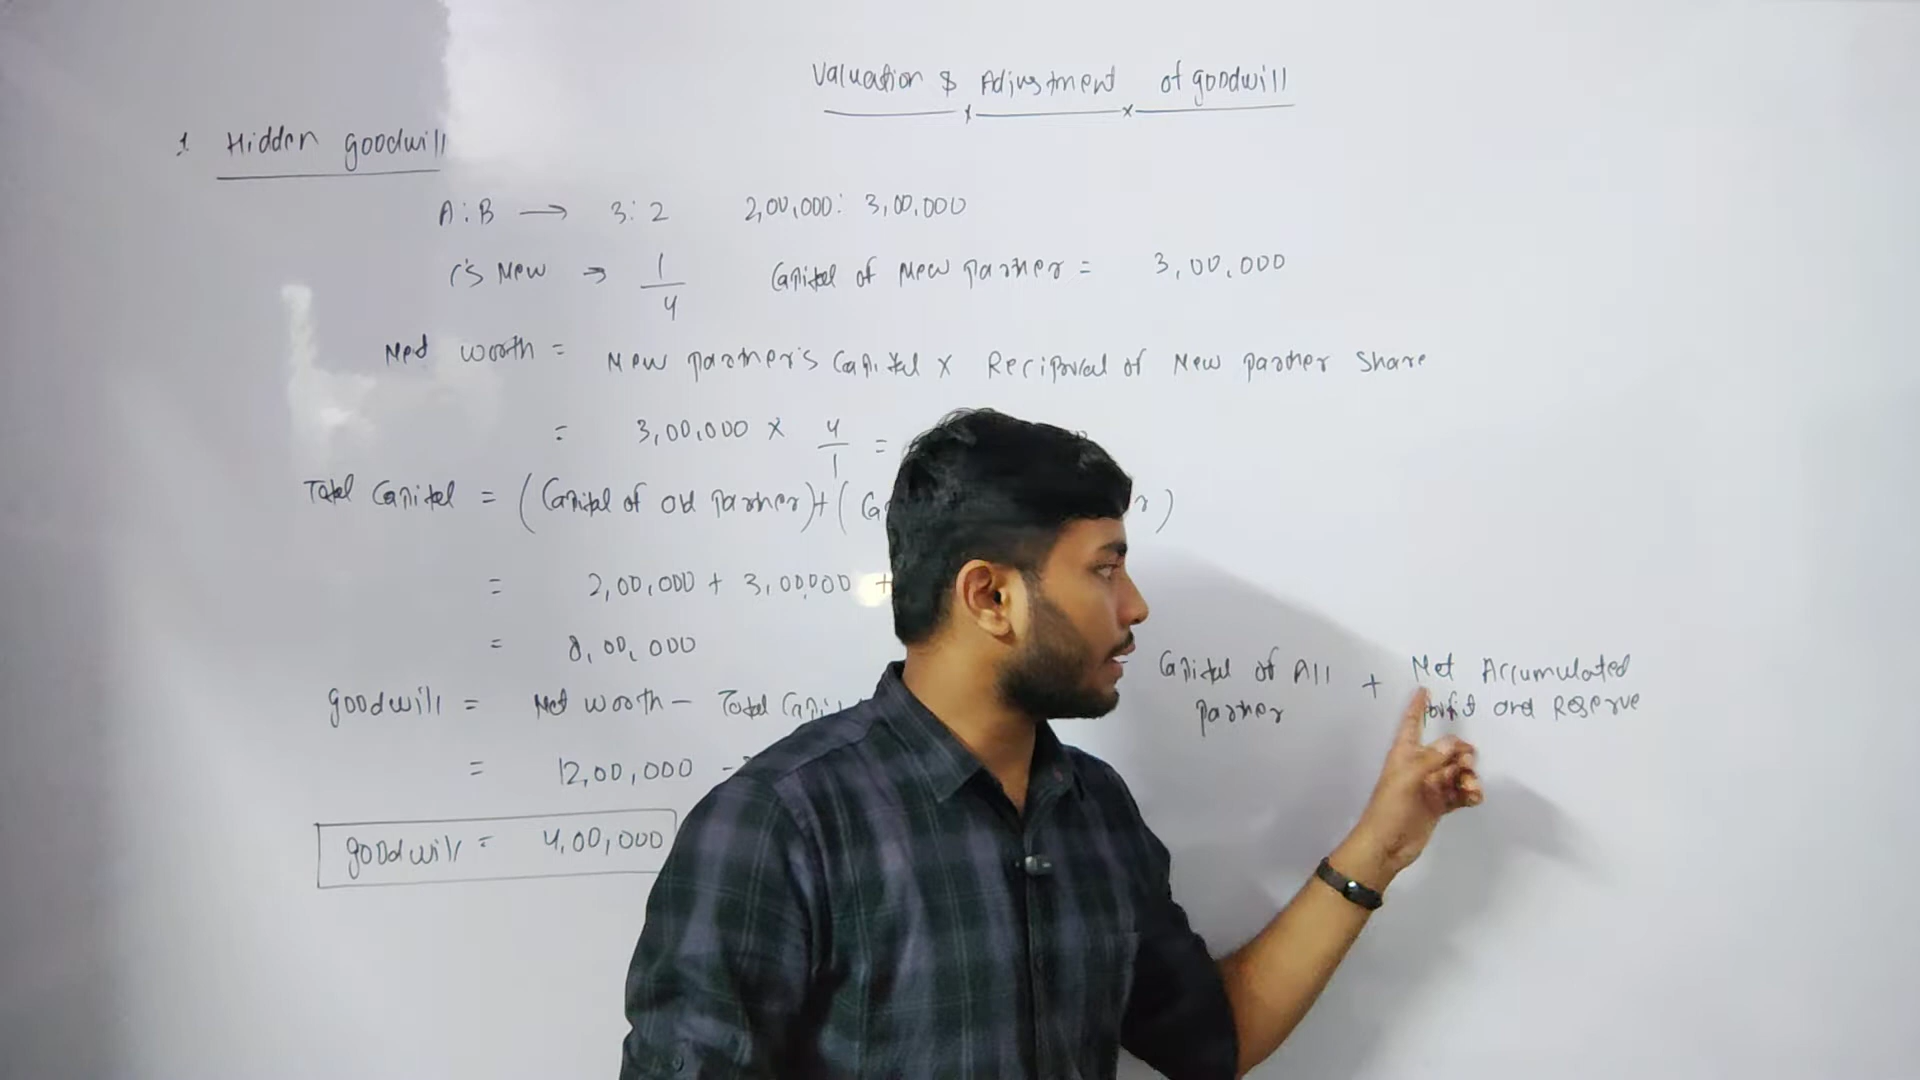 Valuation & Adjustment of goodwill
1 Hidden goodwill
A:B → 3:2 2,00,000: 3,00,000
C's New → 1/4 Capital of New Partner = 3,00,000
Net worth = New Partner's Capital × Reciprocal of New Partner Share
= 3,00,000 × 4/1 =
Total Capital = (Capital of old Partner)+(Ca r)
= 2,00,000 + 3,00,000 +
= 8,00,000
Capital of All Partner + Net Accumulated Profit and Reserve
goodwill = Net worth - Total Capi
= 12,00,000 -
goodwill = 4,00,000